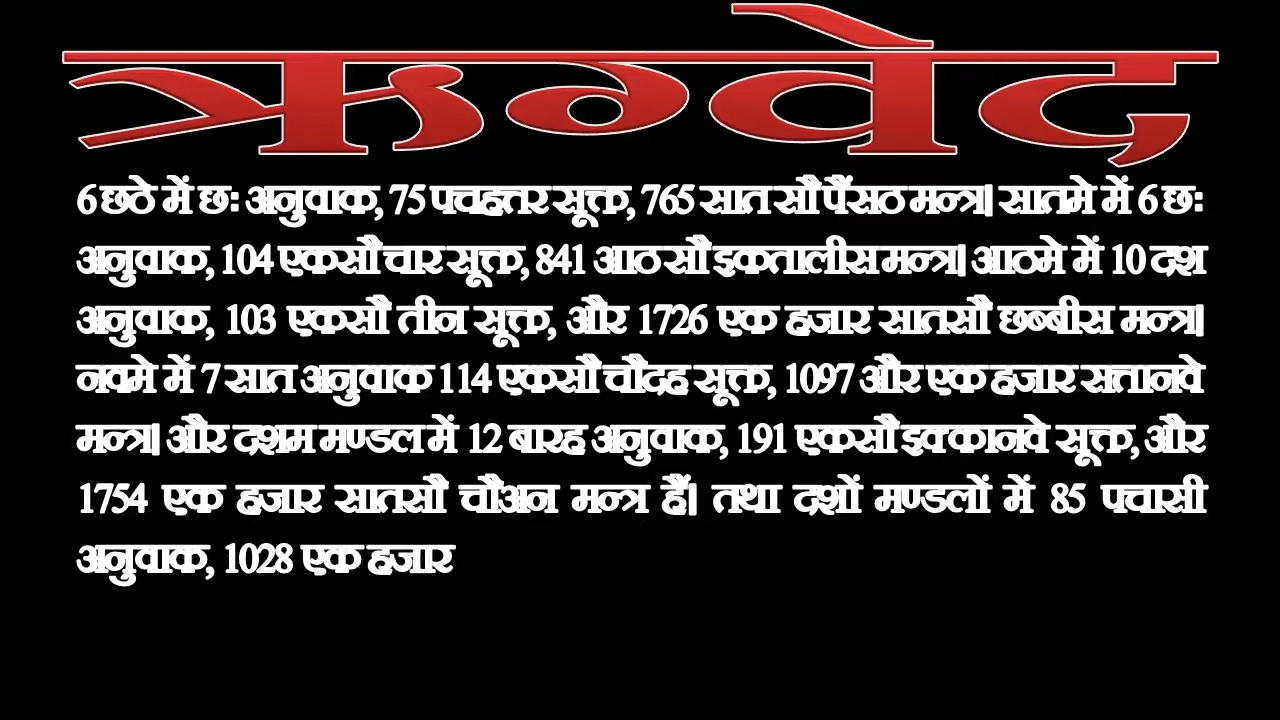 ऋग्वेद
6 छठे में छः अनुवाक, 75 पचहत्तर सूक्त, 765 सात सौ पैंसठ मन्त्र। सातमे में 6 छः
अनुवाक, 104 एकसौ चार सूक्त, 841 आठ सौ इकतालीस मन्त्र। आठमे में 10 दश
अनुवाक, 103 एकसौ तीन सूक्त, और 1726 एक हजार सातसौ छब्बीस मन्त्र।
नवमे में 7 सात अनुवाक 114 एकसौ चौदह सूक्त, 1097 और एक हजार सत्तानवे
मन्त्र। और दशम मण्डल में 12 बारह अनुवाक, 191 एकसौ इक्कानवे सूक्त, और
1754 एक हजार सातसौ चौअन मन्त्र हैं। तथा दशों मण्डलों में 85 पचासी
अनुवाक, 1028 एक हजार